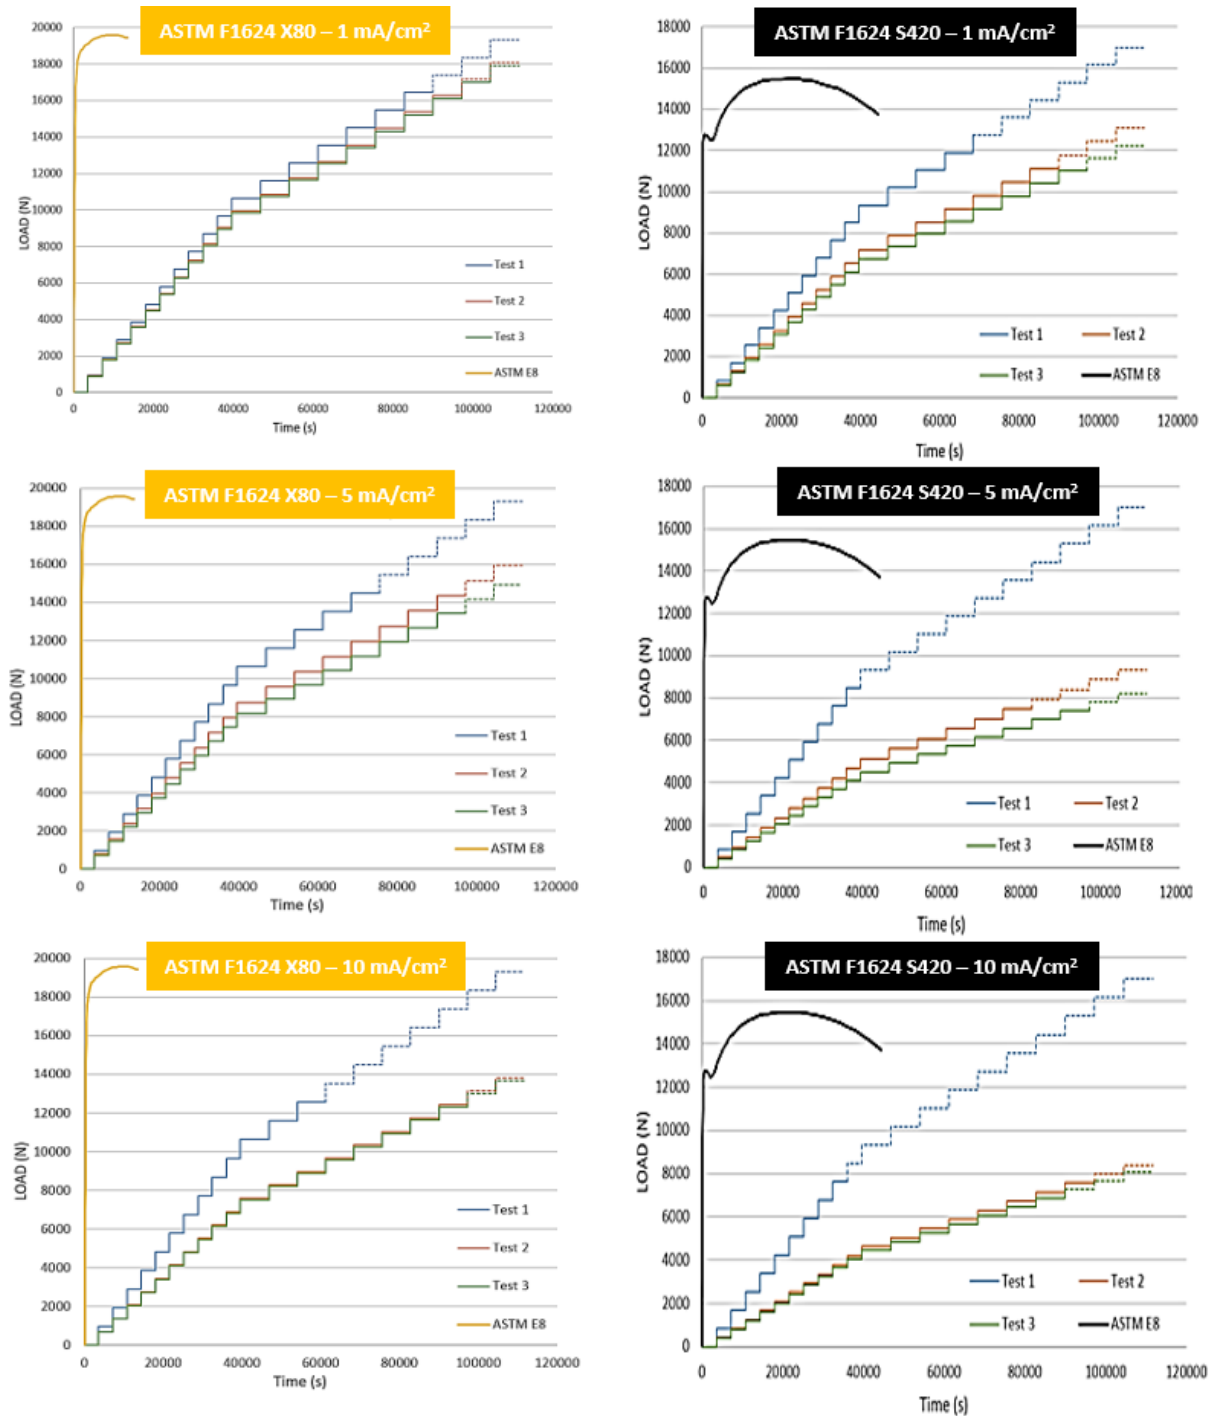 ASTM F1624 X80 – 1 mA/cm²
20000
18000
16000
14000
12000
10000
8000
6000
4000
2000
0
LOAD (N)
Test 1
Test 2
Test 3
ASTM E8
0 20000 40000 60000 80000 100000 120000
Time (s)
ASTM F1624 S420 – 1 mA/cm²
18000
16000
14000
12000
10000
8000
6000
4000
2000
0
LOAD (N)
Test 1 Test 2
Test 3 ASTM E8
0 20000 40000 60000 80000 100000 120000
Time (s)
ASTM F1624 X80 – 5 mA/cm²
20000
18000
16000
14000
12000
10000
8000
6000
4000
2000
0
LOAD (N)
Test 1
Test 2
Test 3
ASTM E8
0 20000 40000 60000 80000 100000 120000
Time (s)
ASTM F1624 S420 – 5 mA/cm²
18000
16000
14000
12000
10000
8000
6000
4000
2000
0
LOAD (N)
Test 1 Test 2
Test 3 ASTM E8
0 20000 40000 60000 80000 100000 12000
Time (s)
ASTM F1624 X80 – 10 mA/cm²
20000
18000
16000
14000
12000
10000
8000
6000
4000
2000
0
LOAD (N)
Test 1
Test 2
Test 3
ASTM E8
0 20000 40000 60000 80000 100000 120000
Time (s)
ASTM F1624 S420 – 10 mA/cm²
18000
16000
14000
12000
10000
8000
6000
4000
2000
0
LOAD (N)
Test 1 Test 2
Test 3 ASTM E8
0 20000 40000 60000 80000 100000 120000
Time (s)